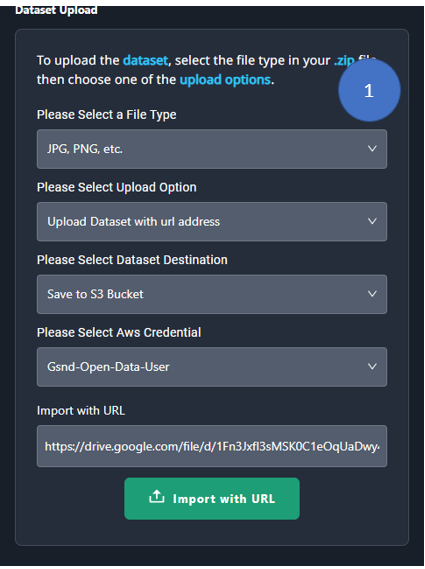 Dataset Upload
To upload the dataset, select the file type in your .zip file,
1
then choose one of the upload options.
Please Select a File Type
JPG, PNG, etc.
Please Select Upload Option
Upload Dataset with url address
Please Select Dataset Destination
Save to S3 Bucket
Please Select Aws Credential
Gsnd-Open-Data-User
Import with URL
https://drive.google.com/file/d/1Fn3Jxfl3sMSK0C1eOqUaDwy
Import with URL